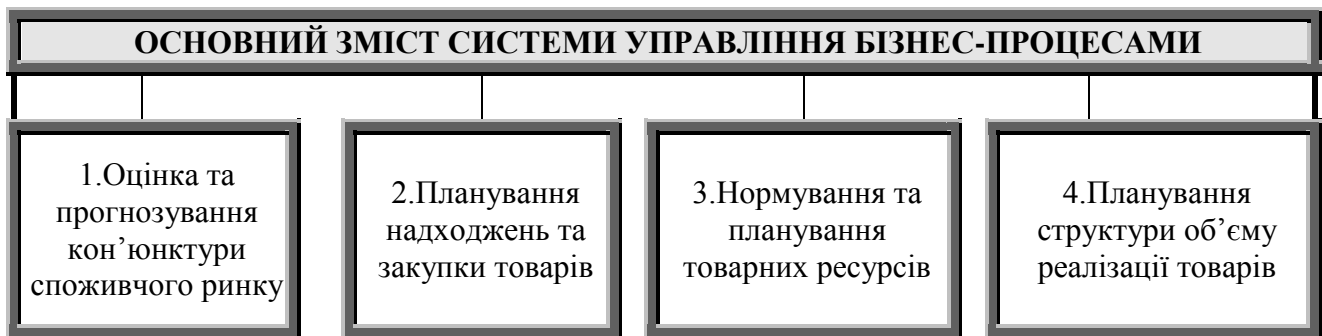 ОСНОВНИЙ ЗМІСТ СИСТЕМИ УПРАВЛІННЯ БІЗНЕС-ПРОЦЕСАМИ
1.Оцінка та
прогнозування
кон’юнктури
споживчого ринку
2.Планування
надходжень та
закупки товарів
3.Нормування та
планування
товарних ресурсів
4.Планування
структури об’єму
реалізації товарів